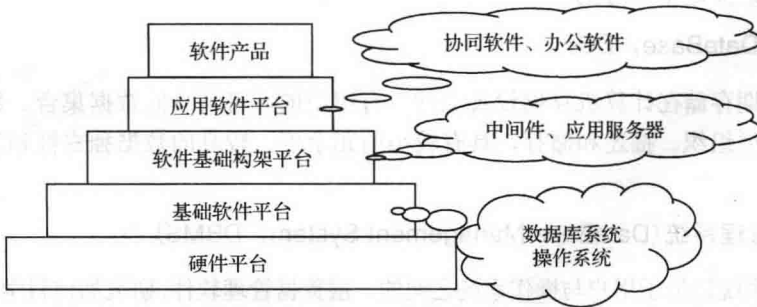 软件产品
协同软件、办公软件
应用软件平台
中间件、应用服务器
软件基础构架平台
基础软件平台
数据库系统
操作系统
硬件平台